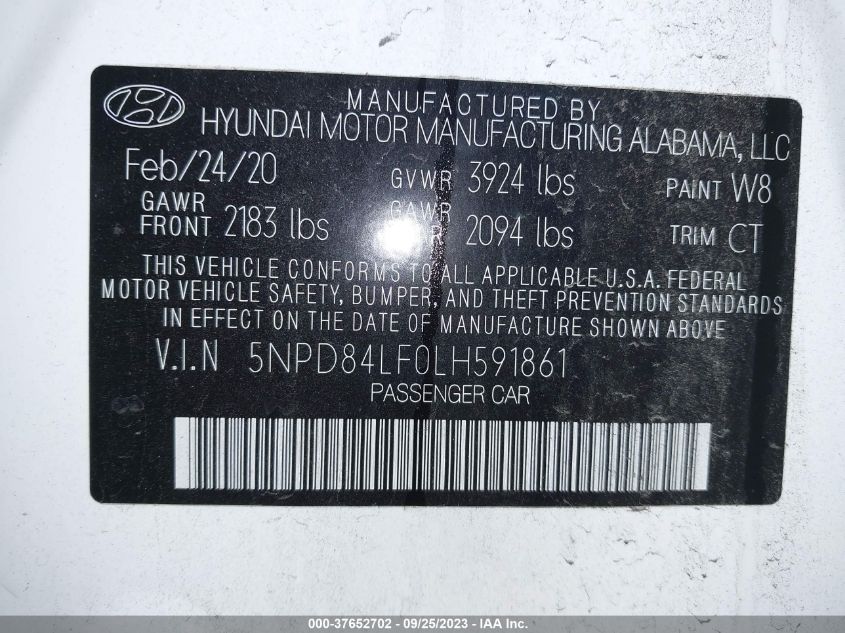 MANUFACTURED BY
HYUNDAI MOTOR MANUFACTURING ALABAMA, LLC
Feb/24/20 GVWR 3924 lbs PAINT W8
GAWR FRONT 2183 lbs GAWR 2094 lbs TRIM CT
THIS VEHICLE CONFORMS TO ALL APPLICABLE U.S.A. FEDERAL
MOTOR VEHICLE SAFETY, BUMPER, AND THEFT PREVENTION STANDARDS
IN EFFECT ON THE DATE OF MANUFACTURE SHOWN ABOVE
V.I.N 5NPD84LF0LH591861
PASSENGER CAR
000-37652702 - 09/25/2023 - IAA Inc.